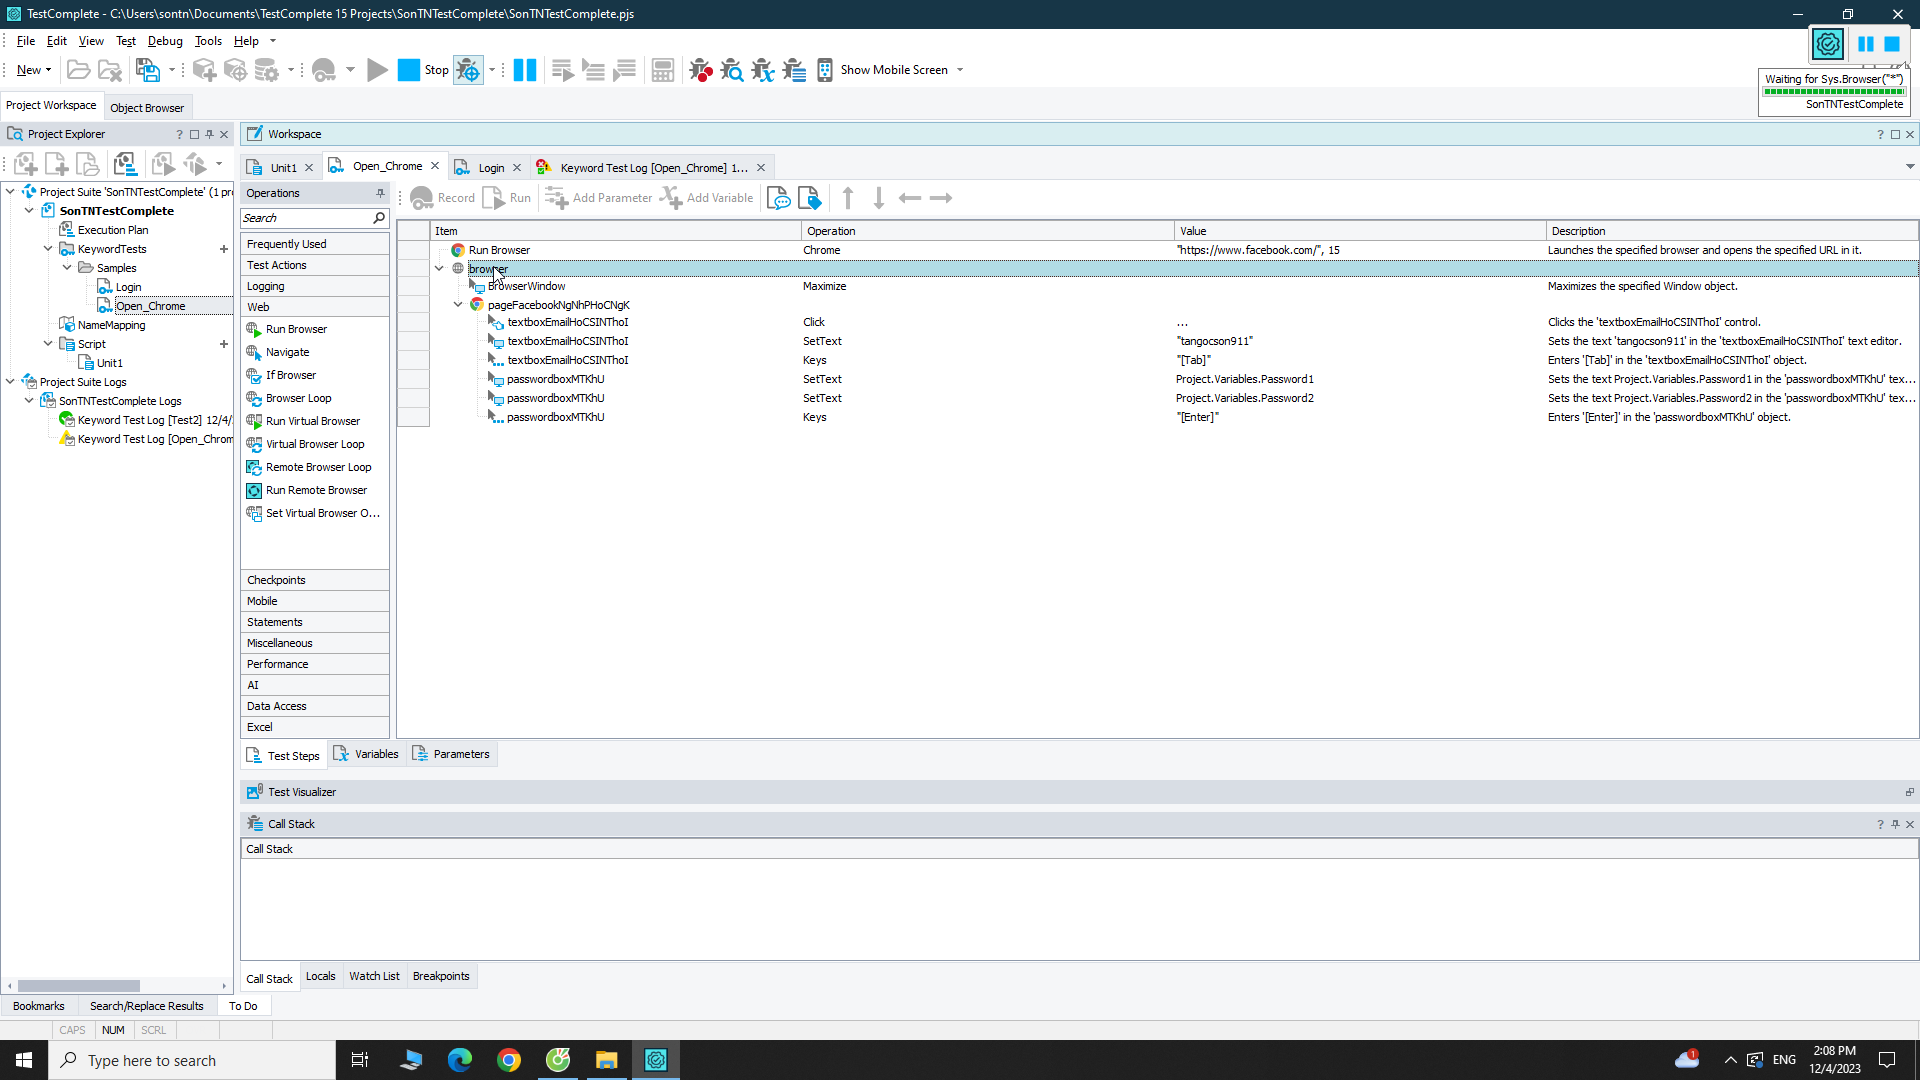 TestComplete - C:\Users\sontn\Documents\TestComplete 15 Projects\SonTNTestComplete\SonTNTestComplete.pjs
File Edit View Test Debug Tools Help
New Stop Show Mobile Screen
Waiting for Sys.Browser("*")
SonTNTestComplete
Project Workspace Object Browser
Project Explorer
Workspace
Unit1 Open_Chrome Login Keyword Test Log [Open_Chrome] 1...
Project Suite 'SonTNTestComplete' (1 pr
SonTNTestComplete
Execution Plan
KeywordTests
Samples
Login
Open_Chrome
NameMapping
Script
Unit1
Project Suite Logs
SonTNTestComplete Logs
Keyword Test Log [Test2] 12/4/
Keyword Test Log [Open_Chrom
Operations
Search
Frequently Used
Test Actions
Logging
Web
Run Browser
Navigate
If Browser
Browser Loop
Run Virtual Browser
Virtual Browser Loop
Remote Browser Loop
Run Remote Browser
Set Virtual Browser O...
Checkpoints
Mobile
Statements
Miscellaneous
Performance
AI
Data Access
Excel
Record Run Add Parameter Add Variable
Item Operation Value Description
Run Browser Chrome "https://www.facebook.com/", 15 Launches the specified browser and opens the specified URL in it.
browser
BrowserWindow Maximize Maximizes the specified Window object.
pageFacebookNgNhPHoCNgK
textboxEmailHoCSINThoI Click ... Clicks the 'textboxEmailHoCSINThoI' control.
textboxEmailHoCSINThoI SetText "tangocson911" Sets the text 'tangocson911' in the 'textboxEmailHoCSINThoI' text editor.
textboxEmailHoCSINThoI Keys "[Tab]" Enters '[Tab]' in the 'textboxEmailHoCSINThoI' object.
passwordboxMTKhU SetText Project.Variables.Password1 Sets the text Project.Variables.Password1 in the 'passwordboxMTKhU' tex...
passwordboxMTKhU SetText Project.Variables.Password2 Sets the text Project.Variables.Password2 in the 'passwordboxMTKhU' tex...
passwordboxMTKhU Keys "[Enter]" Enters '[Enter]' in the 'passwordboxMTKhU' object.
Test Steps Variables Parameters
Test Visualizer
Call Stack
Call Stack
Call Stack Locals Watch List Breakpoints
Bookmarks Search/Replace Results To Do
CAPS NUM SCRL
Type here to search
1
ENG
2:08 PM
12/4/2023